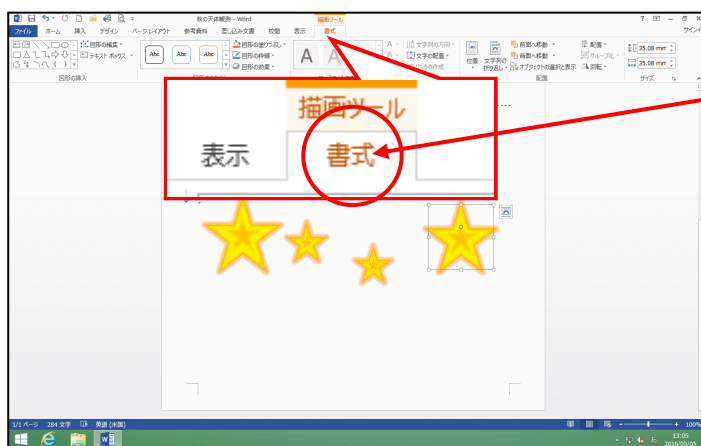 秋の天体観測 - Word
描画ツール
サインイ
ファイル ホーム 挿入 デザイン ページ レイアウト 参考資料 差し込み文書 校閲 表示 書式
図形の編集
テキスト ボックス
図形の挿入
Abc Abc Abc
図形の塗りつぶし
図形の枠線
図形の効果
A A
文字列の方向
文字の配置
リンクの作成
位置
文字列の折り返し
前面へ移動
背面へ移動
オブジェクトの選択と表示
配置
グループ化
回転
配置
35.08 mm
35.08 mm
サイズ
描画ツール
表示 書式
1/1 ページ 284 文字 英語 (米国)
100%
13:05
2016/05/05